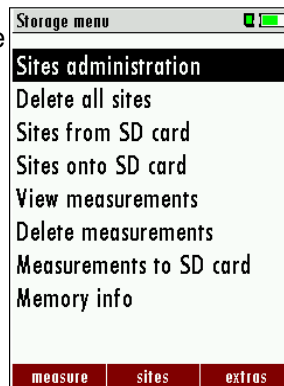 Storage menu
Sites administration
Delete all sites
Sites from SD card
Sites onto SD card
View measurements
Delete measurements
Measurements to SD card
Memory info
measure sites extras